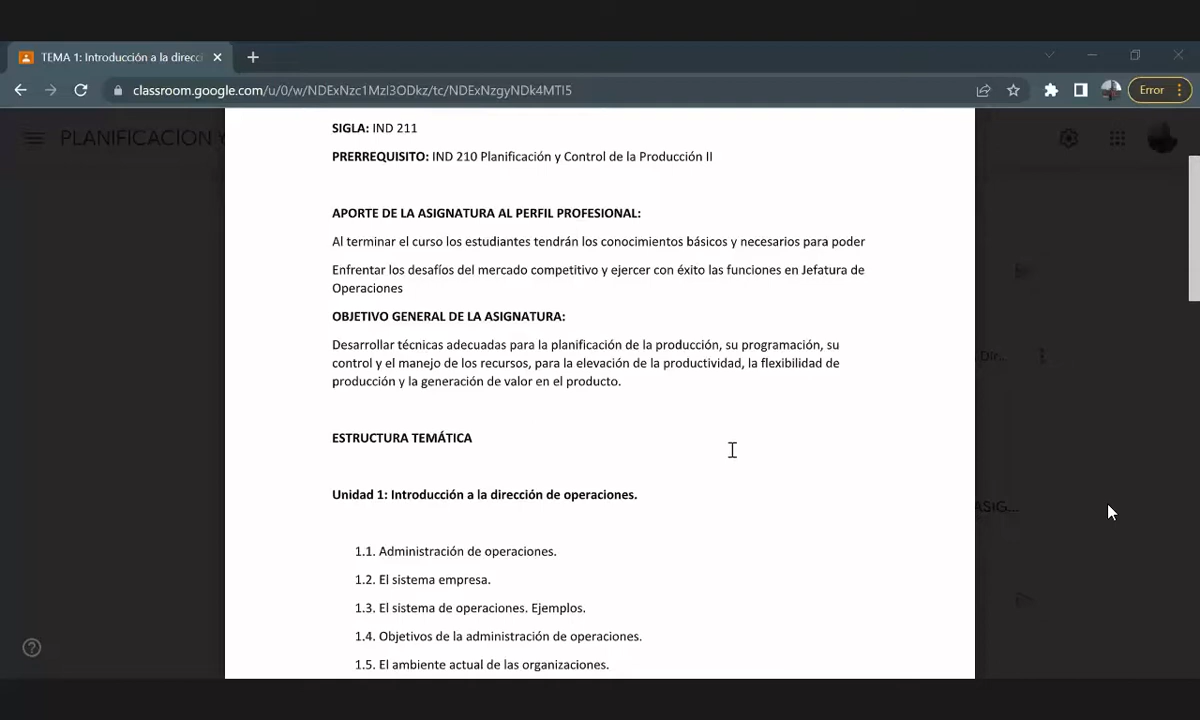 TEMA 1: Introducción a la direcci
classroom.google.com/u/0/w/NDExNzc1Mzl3ODkz/tc/NDExNzgyNDk4MTI5
Error
PLANIFICACION Y
SIGLA: IND 211
PRERREQUISITO: IND 210 Planificación y Control de la Producción II
APORTE DE LA ASIGNATURA AL PERFIL PROFESIONAL:
Al terminar el curso los estudiantes tendrán los conocimientos básicos y necesarios para poder
Enfrentar los desafíos del mercado competitivo y ejercer con éxito las funciones en Jefatura de
Operaciones
OBJETIVO GENERAL DE LA ASIGNATURA:
Desarrollar técnicas adecuadas para la planificación de la producción, su programación, su
control y el manejo de los recursos, para la elevación de la productividad, la flexibilidad de
producción y la generación de valor en el producto.
Dir...
ESTRUCTURA TEMÁTICA
Unidad 1: Introducción a la dirección de operaciones.
ASIG...
1.1. Administración de operaciones.
1.2. El sistema empresa.
1.3. El sistema de operaciones. Ejemplos.
1.4. Objetivos de la administración de operaciones.
1.5. El ambiente actual de las organizaciones.